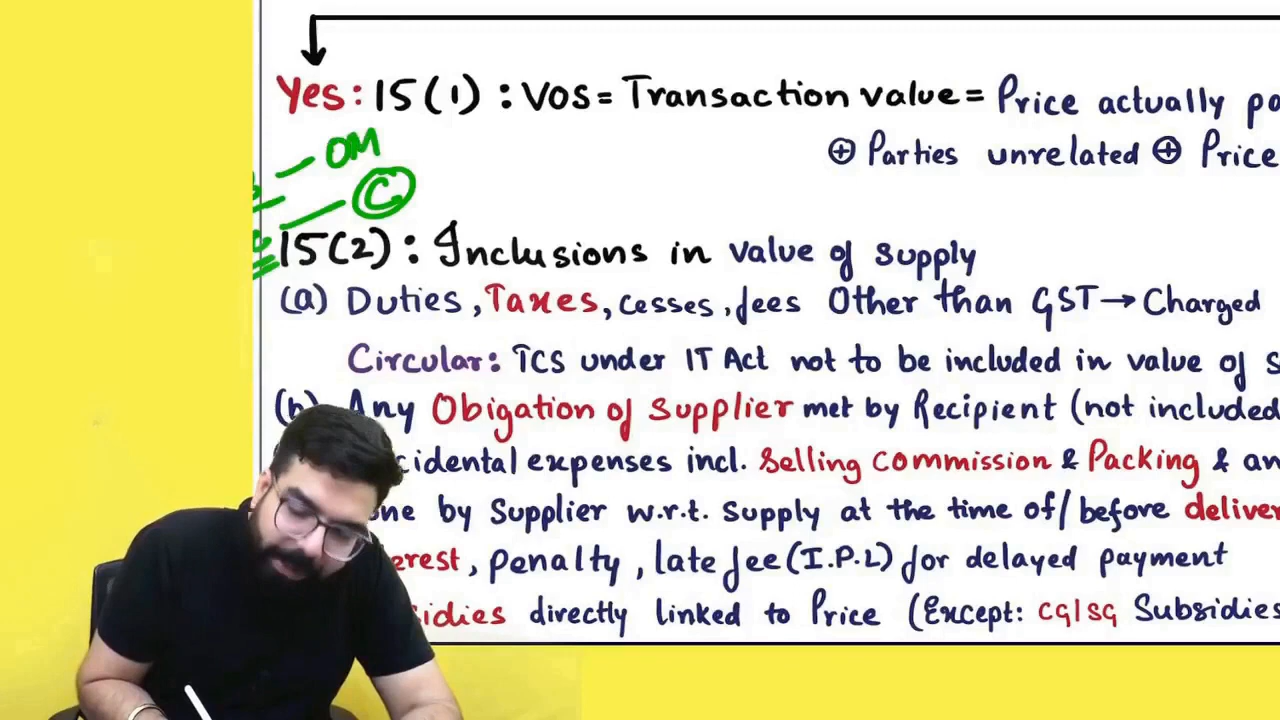 Yes: 15(1) : VOS = Transaction value = Price actually
⊕ Parties unrelated ⊕ Price
OM
C
15(2) : Inclusions in value of supply
(a) Duties, Taxes, cesses, fees Other than GST → Charged
Circular: TCS under IT Act not to be included in value of
(b) Any Obigation of Supplier met by Recipient (not included
cidental expenses incl. Selling Commission & Packing &
by Supplier w.r.t. Supply at the time of/before deliver
erest, penalty, late fee (I.P.L) for delayed payment
sidies directly linked to Price (Except: CG/SG Subsidies